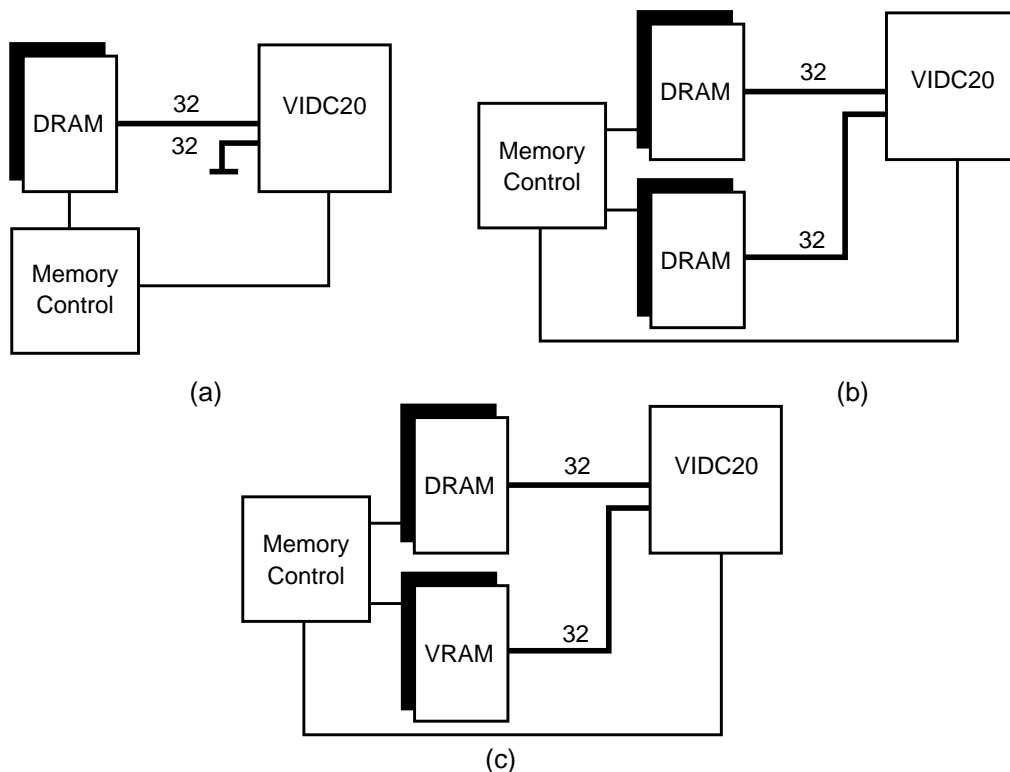 DRAM
32
32
VIDC20
Memory
Control
(a)
DRAM
32
VIDC20
Memory
Control
DRAM
32
(b)
DRAM
32
VIDC20
Memory
Control
VRAM
32
(c)